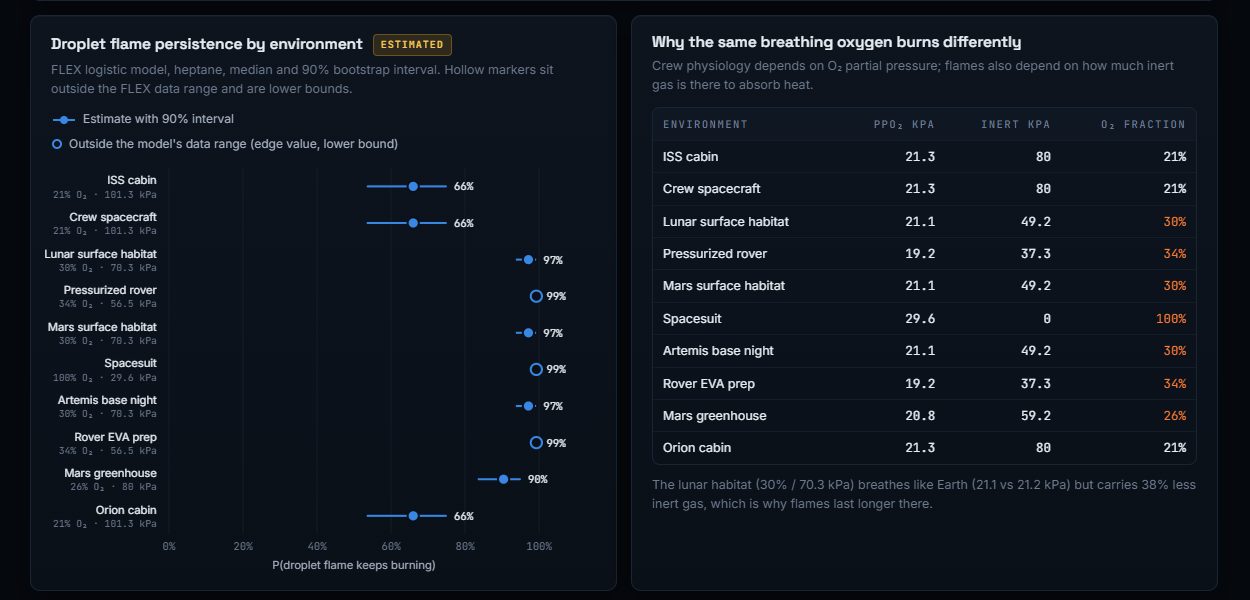 Droplet flame persistence by environment ESTIMATED
FLEX logistic model, heptane, median and 90% bootstrap interval. Hollow markers sit
outside the FLEX data range and are lower bounds.
Estimate with 90% interval
Outside the model's data range (edge value, lower bound)
ISS cabin
21% O₂ · 101.3 kPa
66%
Crew spacecraft
21% O₂ · 101.3 kPa
66%
Lunar surface habitat
30% O₂ · 70.3 kPa
97%
Pressurized rover
34% O₂ · 56.5 kPa
99%
Mars surface habitat
30% O₂ · 70.3 kPa
97%
Spacesuit
100% O₂ · 29.6 kPa
99%
Artemis base night
30% O₂ · 70.3 kPa
97%
Rover EVA prep
34% O₂ · 56.5 kPa
99%
Mars greenhouse
26% O₂ · 80 kPa
90%
Orion cabin
21% O₂ · 101.3 kPa
66%
0% 20% 40% 60% 80% 100%
P(droplet flame keeps burning)
Why the same breathing oxygen burns differently
Crew physiology depends on O₂ partial pressure; flames also depend on how much inert
gas is there to absorb heat.
ENVIRONMENT PPO₂ KPA INERT KPA O₂ FRACTION
ISS cabin 21.3 80 21%
Crew spacecraft 21.3 80 21%
Lunar surface habitat 21.1 49.2 30%
Pressurized rover 19.2 37.3 34%
Mars surface habitat 21.1 49.2 30%
Spacesuit 29.6 0 100%
Artemis base night 21.1 49.2 30%
Rover EVA prep 19.2 37.3 34%
Mars greenhouse 20.8 59.2 26%
Orion cabin 21.3 80 21%
The lunar habitat (30% / 70.3 kPa) breathes like Earth (21.1 vs 21.2 kPa) but carries 38% less
inert gas, which is why flames last longer there.